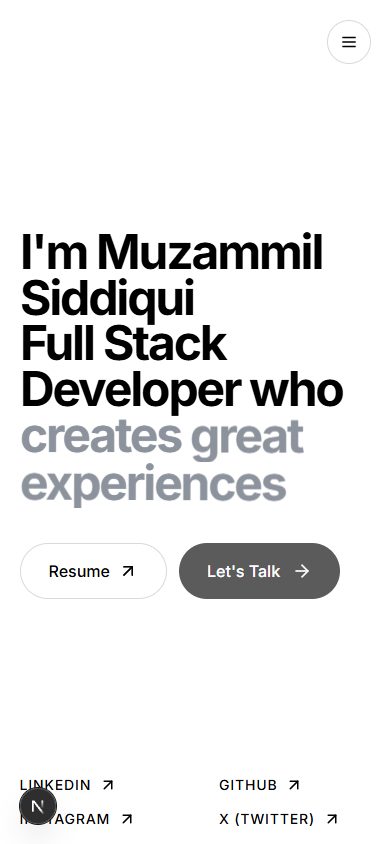 I'm Muzammil
Siddiqui
Full Stack
Developer who
creates great
experiences
Resume
Let's Talk
LINKEDIN
GITHUB
X (TWITTER)